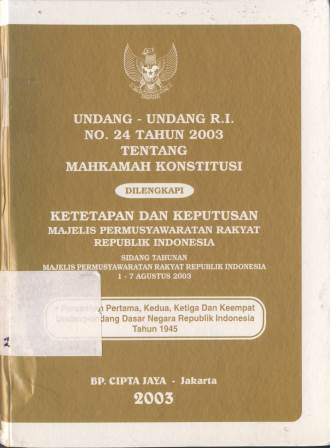 UNDANG - UNDANG R.I.
NO. 24 TAHUN 2003
TENTANG
MAHKAMAH KONSTITUSI
DILENGKAPI
KETETAPAN DAN KEPUTUSAN
MAJELIS PERMUSYAWARATAN RAKYAT
REPUBLIK INDONESIA
SIDANG TAHUNAN
MAJELIS PERMUSYAWARATAN RAKYAT REPUBLIK INDONESIA
1 - 7 AGUSTUS 2003
Pertama, Kedua, Ketiga Dan Keempat
Dasar Negara Republik Indonesia
Tahun 1945
BP. CIPTA JAYA - Jakarta
2003